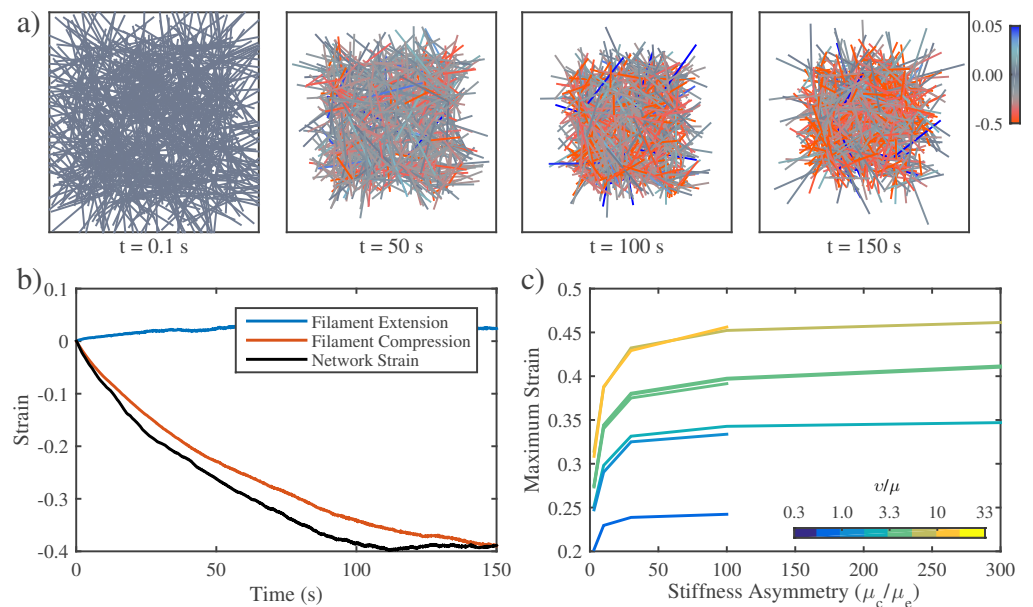 a)
0.05
0.00
-0.5
t = 0.1 s
t = 50 s
t = 100 s
t = 150 s
b)
0.1
0
-0.1
-0.2
-0.3
-0.4
Strain
Filament Extension
Filament Compression
Network Strain
0
50
100
150
Time (s)
c)
0.5
0.45
0.4
0.35
0.3
0.25
0.2
Maximum Strain
υ/μ
0.3
1.0
3.3
10
33
0
50
100
150
200
250
300
Stiffness Asymmetry (μc/μe)